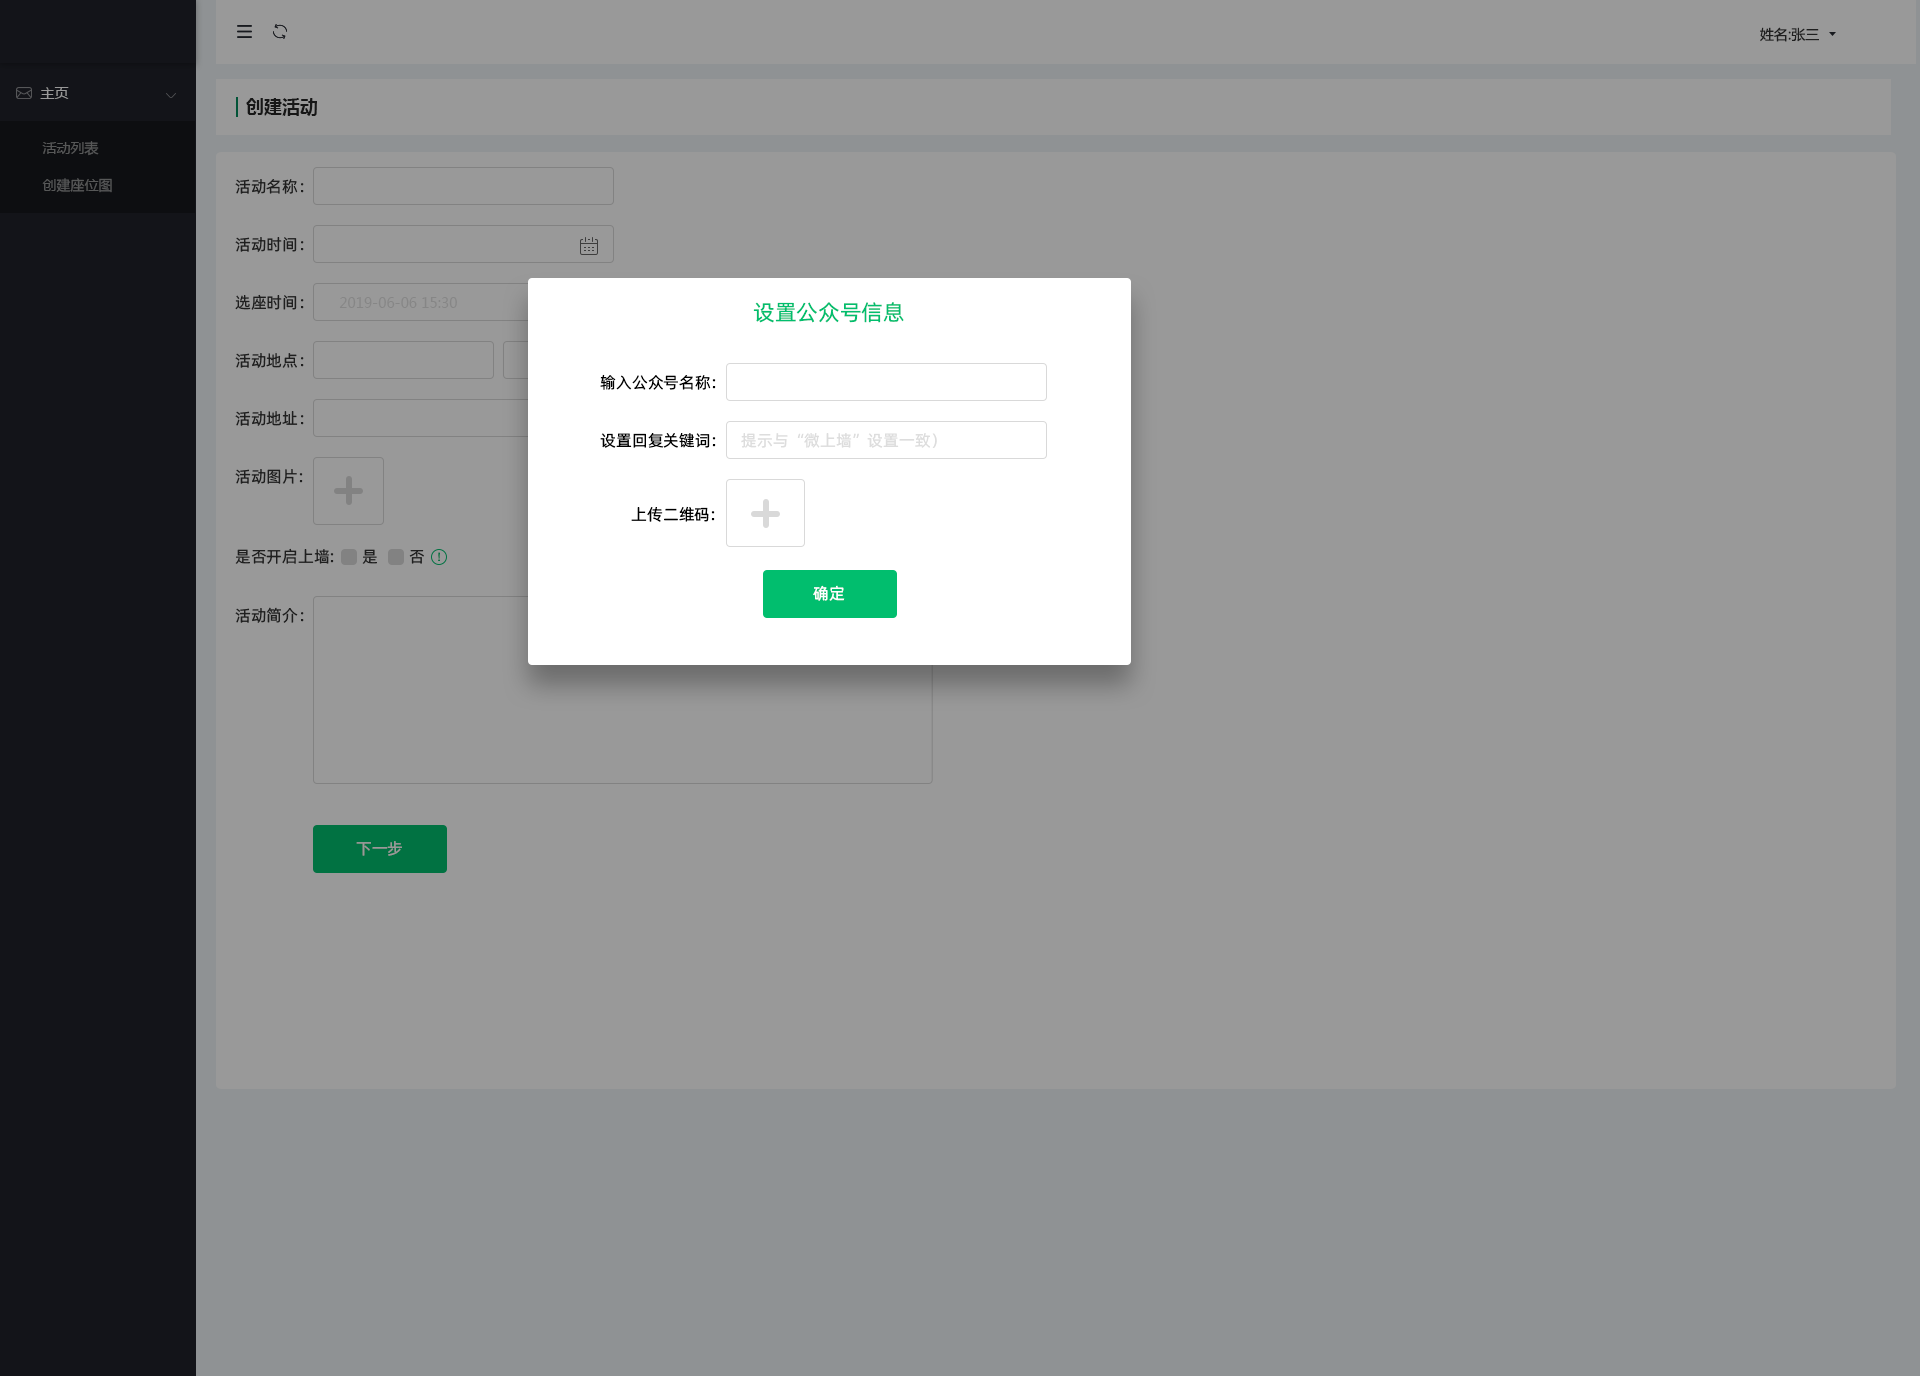 姓名:张三
主页
活动列表
创建座位图
创建活动
活动名称：
活动时间：
选座时间： 2019-06-06 15:30
活动地点：
活动地址：
活动图片:
是否开启上墙: 是 否
活动简介：
下一步
设置公众号信息
输入公众号名称：
设置回复关键词： 提示与“微上墙”设置一致）
上传二维码：
确定